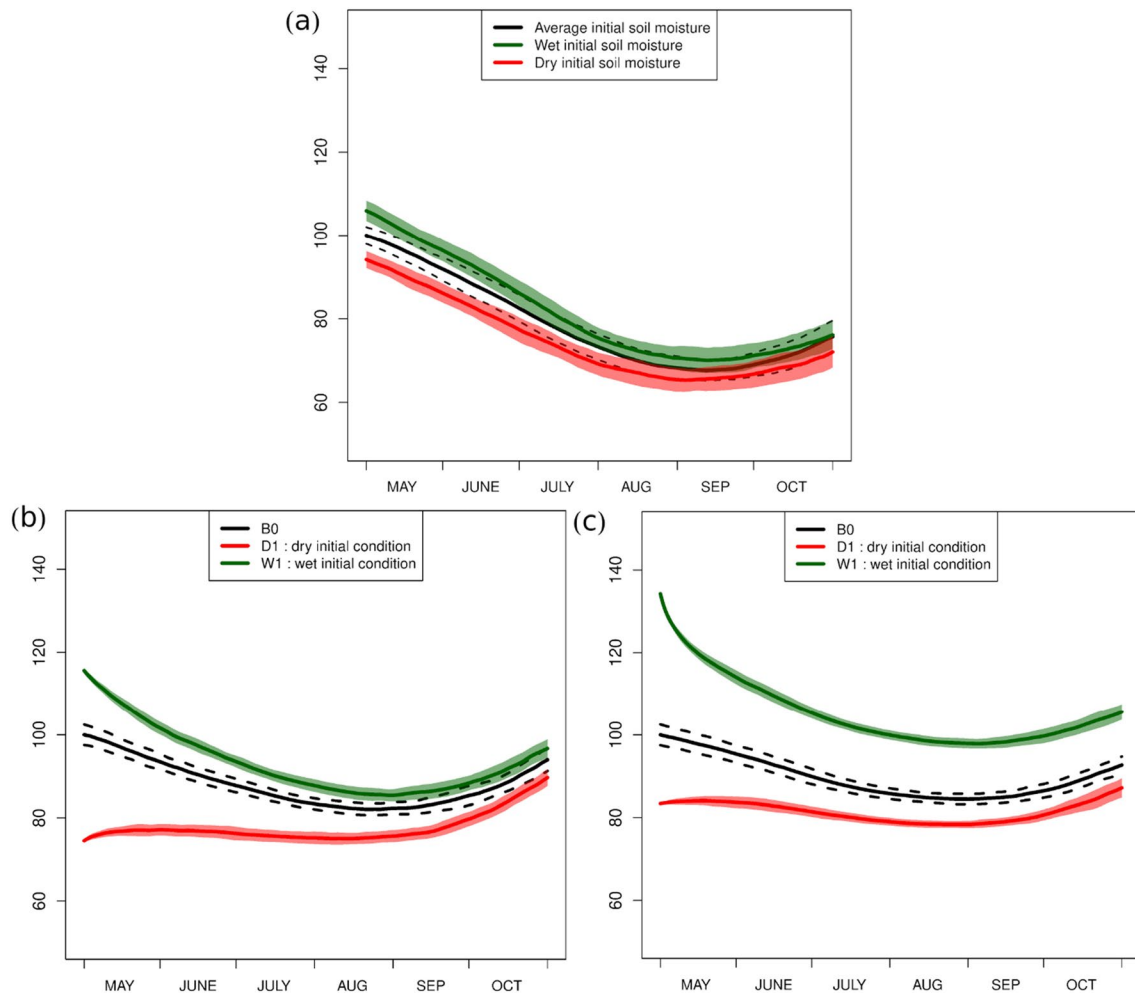 (a)
Average initial soil moisture
Wet initial soil moisture
Dry initial soil moisture
140
120
100
80
60
MAY JUNE JULY AUG SEP OCT
(b)
B0
D1 : dry initial condition
W1 : wet initial condition
140
120
100
80
60
MAY JUNE JULY AUG SEP OCT
(c)
B0
D1 : dry initial condition
W1 : wet initial condition
140
120
100
80
60
MAY JUNE JULY AUG SEP OCT